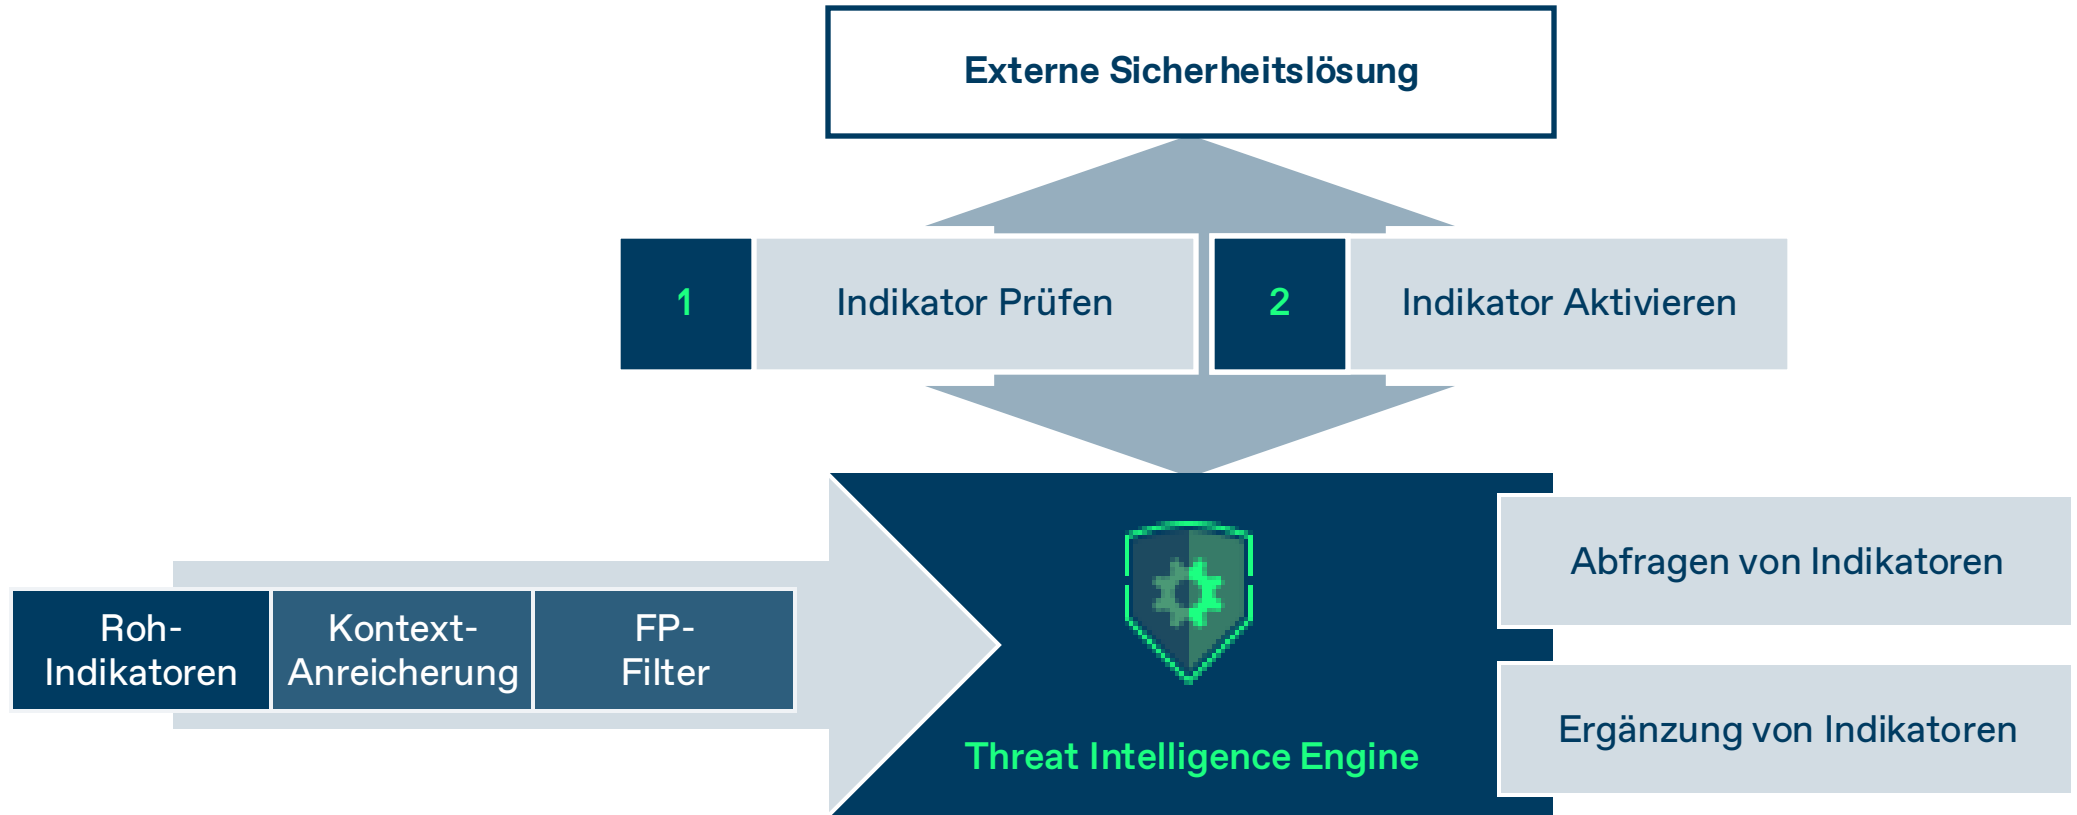 Externe Sicherheitslösung
1
Indikator Prüfen
2
Indikator Aktivieren
Roh-
Indikatoren
Kontext-
Anreicherung
FP-
Filter
Threat Intelligence Engine
Abfragen von Indikatoren
Ergänzung von Indikatoren